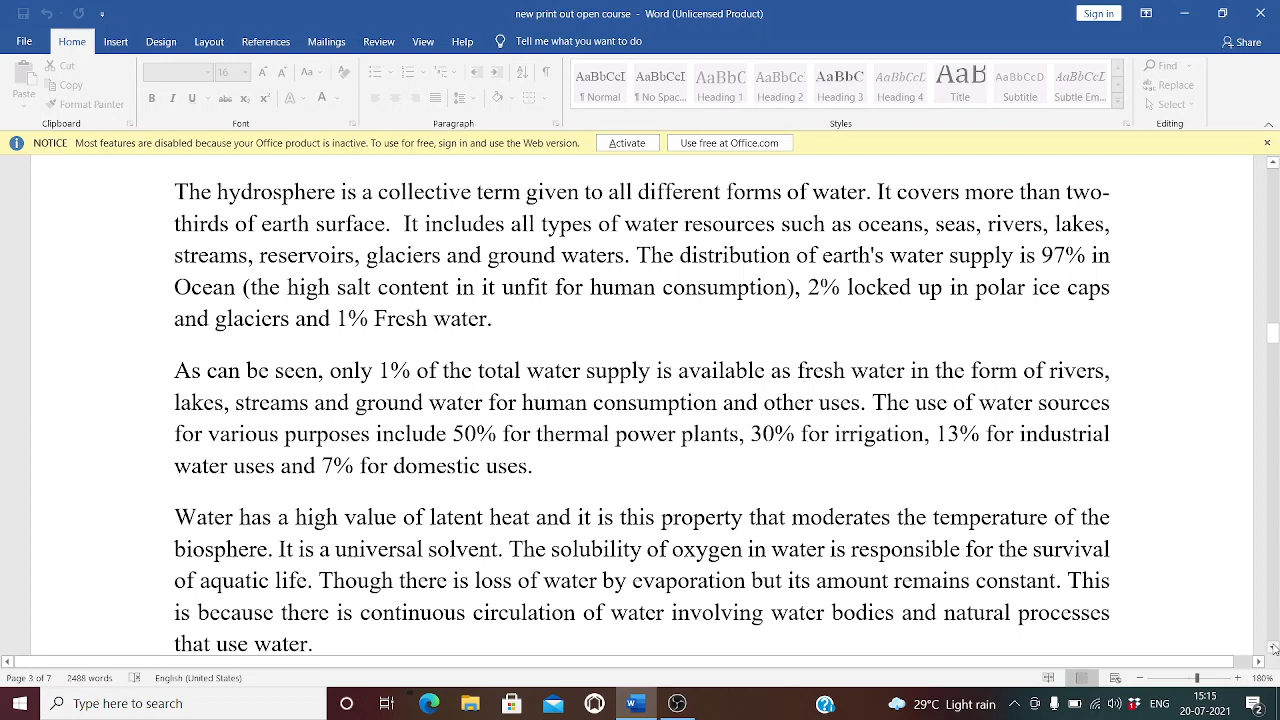 new print out open course - Word (Unlicensed Product)
Sign in
File Home Insert Design Layout References Mailings Review View Help Tell me what you want to do Share
Paste Cut Copy Format Painter
16 Aa
B I U abc x₂ x² A A
AaBbCcI AaBbCcI AaBbC AaBbCc AaBbC AaBbCc AaB AaBbCcD AaBbCcI
¶ Normal ¶ No Spac... Heading 1 ¶ Heading 2 ¶ Heading 3 ¶ Heading 4 ¶ Title Subtitle Subtle Em...
Find Replace Select
Clipboard Font Paragraph Styles Editing
NOTICE Most features are disabled because your Office product is inactive. To use for free, sign in and use the Web version. Activate Use free at Office.com
The hydrosphere is a collective term given to all different forms of water. It covers more than two-
thirds of earth surface. It includes all types of water resources such as oceans, seas, rivers, lakes,
streams, reservoirs, glaciers and ground waters. The distribution of earth's water supply is 97% in
Ocean (the high salt content in it unfit for human consumption), 2% locked up in polar ice caps
and glaciers and 1% Fresh water.
As can be seen, only 1% of the total water supply is available as fresh water in the form of rivers,
lakes, streams and ground water for human consumption and other uses. The use of water sources
for various purposes include 50% for thermal power plants, 30% for irrigation, 13% for industrial
water uses and 7% for domestic uses.
Water has a high value of latent heat and it is this property that moderates the temperature of the
biosphere. It is a universal solvent. The solubility of oxygen in water is responsible for the survival
of aquatic life. Though there is loss of water by evaporation but its amount remains constant. This
is because there is continuous circulation of water involving water bodies and natural processes
that use water.
Page 3 of 7 2488 words English (United States) 180%
Type here to search 29°C Light rain ENG 15:15
20-07-2021 2